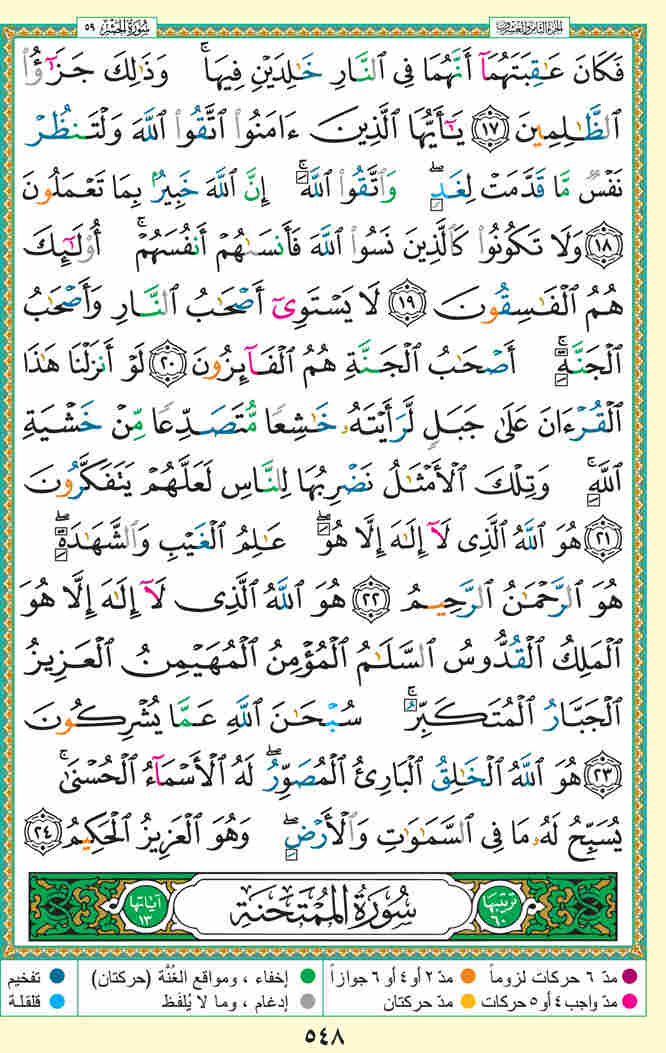 الجزء الثامن والعشرون
سورة الحشر ٥٩
فَكَانَ عَٰقِبَتَهُمَآ أَنَّهُمَا فِى ٱلنَّارِ خَٰلِدَيْنِ فِيهَا ۚ وَذَٰلِكَ جَزَٰٓؤُا۟
ٱلظَّٰلِمِينَ ﴿١٧﴾ يَٰٓأَيُّهَا ٱلَّذِينَ ءَامَنُوا۟ ٱتَّقُوا۟ ٱللَّهَ وَلْتَنظُرْ
نَفْسٌ مَّا قَدَّمَتْ لِغَدٍ ۖ وَٱتَّقُوا۟ ٱللَّهَ ۚ إِنَّ ٱللَّهَ خَبِيرٌۢ بِمَا تَعْمَلُونَ
﴿١٨﴾ وَلَا تَكُونُوا۟ كَٱلَّذِينَ نَسُوا۟ ٱللَّهَ فَأَنسَىٰهُمْ أَنفُسَهُمْ ۚ أُو۟لَٰٓئِكَ
هُمُ ٱلْفَٰسِقُونَ ﴿١٩﴾ لَا يَسْتَوِىٓ أَصْحَٰبُ ٱلنَّارِ وَأَصْحَٰبُ
ٱلْجَنَّةِ ۚ أَصْحَٰبُ ٱلْجَنَّةِ هُمُ ٱلْفَآئِزُونَ ﴿٢٠﴾ لَوْ أَنزَلْنَا هَٰذَا
ٱلْقُرْءَانَ عَلَىٰ جَبَلٍ لَّرَأَيْتَهُۥ خَٰشِعًا مُّتَصَدِّعًا مِّنْ خَشْيَةِ
ٱللَّهِ ۚ وَتِلْكَ ٱلْأَمْثَٰلُ نَضْرِبُهَا لِلنَّاسِ لَعَلَّهُمْ يَتَفَكَّرُونَ
﴿٢١﴾ هُوَ ٱللَّهُ ٱلَّذِى لَآ إِلَٰهَ إِلَّا هُوَ ۖ عَٰلِمُ ٱلْغَيْبِ وَٱلشَّهَٰدَةِ ۖ
هُوَ ٱلرَّحْمَٰنُ ٱلرَّحِيمُ ﴿٢٢﴾ هُوَ ٱللَّهُ ٱلَّذِى لَآ إِلَٰهَ إِلَّا هُوَ
ٱلْمَلِكُ ٱلْقُدُّوسُ ٱلسَّلَٰمُ ٱلْمُؤْمِنُ ٱلْمُهَيْمِنُ ٱلْعَزِيزُ
ٱلْجَبَّارُ ٱلْمُتَكَبِّرُ ۚ سُبْحَٰنَ ٱللَّهِ عَمَّا يُشْرِكُونَ
﴿٢٣﴾ هُوَ ٱللَّهُ ٱلْخَٰلِقُ ٱلْبَارِئُ ٱلْمُصَوِّرُ ۖ لَهُ ٱلْأَسْمَآءُ ٱلْحُسْنَىٰ ۚ
يُسَبِّحُ لَهُۥ مَا فِى ٱلسَّمَٰوَٰتِ وَٱلْأَرْضِ ۖ وَهُوَ ٱلْعَزِيزُ ٱلْحَكِيمُ ﴿٢٤﴾
ترتيبها ٦٠ سُورَةُ المُمْتَحنَةِ آياتها ١٣
مدّ ٦ حركات لزوماً مدّ ٢ أو ٤ أو ٦ جوازاً إخفاء ، ومواقع الغُنَّة (حركتان) تفخيم
مدّ واجب ٤ أو ٥ حركات مدّ حركتان إدغام ، وما لا يُلفَظ قلقلة
٥٤٨